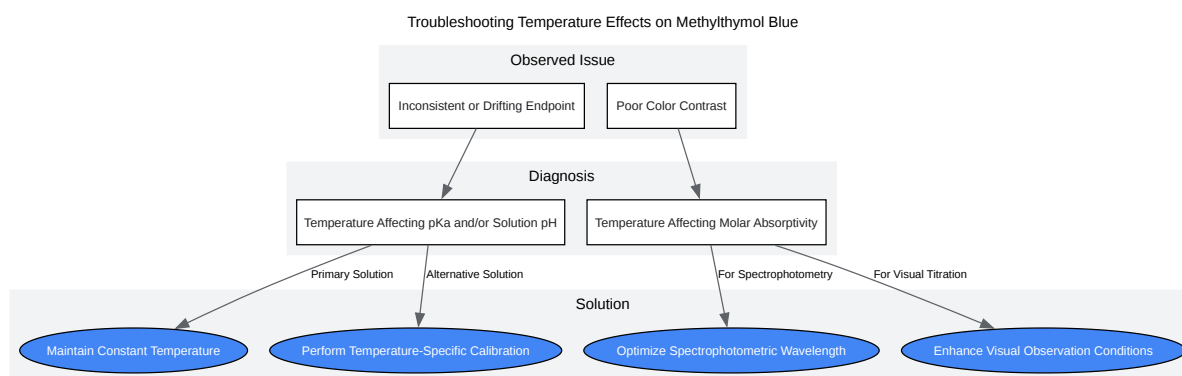 Troubleshooting Temperature Effects on Methylthymol Blue
Observed Issue
Inconsistent or Drifting Endpoint
Poor Color Contrast
Diagnosis
Temperature Affecting pKa and/or Solution pH
Temperature Affecting Molar Absorptivity
Primary Solution
Alternative Solution
For Spectrophotometry
For Visual Titration
Solution
Maintain Constant Temperature
Perform Temperature-Specific Calibration
Optimize Spectrophotometric Wavelength
Enhance Visual Observation Conditions